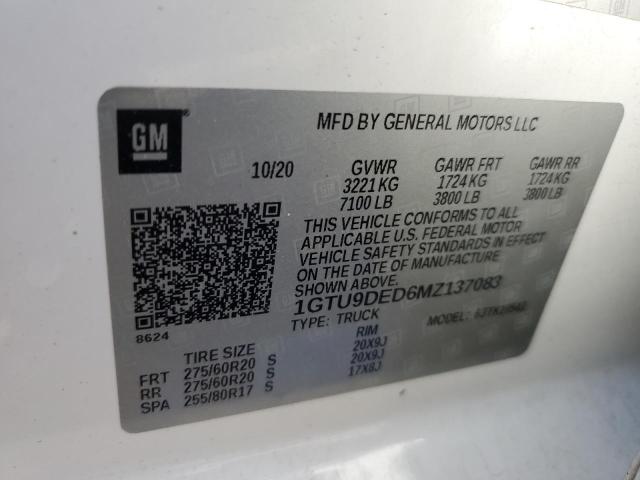 GM
MFD BY GENERAL MOTORS LLC
10/20 GVWR GAWR FRT GAWR RR
3221 KG 1724 KG 1724 KG
7100 LB 3800 LB 3800 LB
THIS VEHICLE CONFORMS TO ALL
APPLICABLE U.S. FEDERAL MOTOR
VEHICLE SAFETY STANDARDS IN EFFECT
ON THE DATE OF MANUFACTURE
SHOWN ABOVE.
1GTU9DED6MZ137083
TYPE: TRUCK MODEL:
8624
TIRE SIZE RIM
FRT 275/60R20 S 20X9J
RR 275/60R20 S 20X9J
SPA 255/80R17 S 17X8J